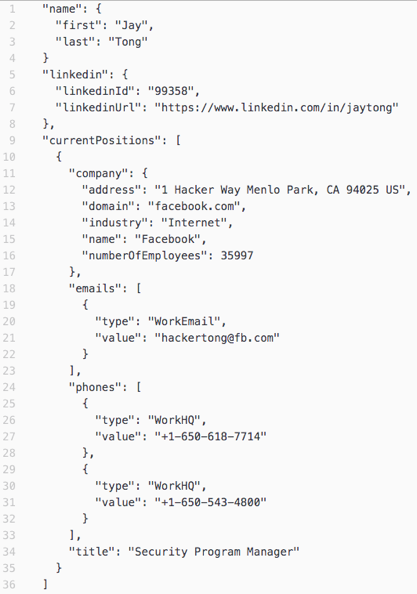 1 "name": {
2 "first": "Jay",
3 "last": "Tong"
4 }
5 "linkedin": {
6 "linkedinId": "99358",
7 "linkedinUrl": "https://www.linkedin.com/in/jaytong"
8 },
9 "currentPositions": [
10 {
11 "company": {
12 "address": "1 Hacker Way Menlo Park, CA 94025 US",
13 "domain": "facebook.com",
14 "industry": "Internet",
15 "name": "Facebook",
16 "numberOfEmployees": 35997
17 },
18 "emails": [
19 {
20 "type": "WorkEmail",
21 "value": "hackertong@fb.com"
22 }
23 ],
24 "phones": [
25 {
26 "type": "WorkHQ",
27 "value": "+1-650-618-7714"
28 },
29 {
30 "type": "WorkHQ",
31 "value": "+1-650-543-4800"
32 }
33 ],
34 "title": "Security Program Manager"
35 }
36 ]